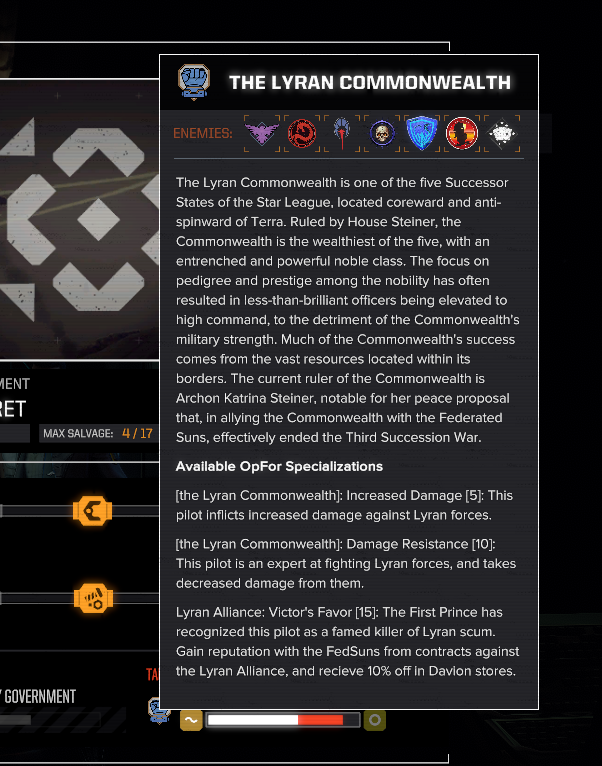 THE LYRAN COMMONWEALTH
ENEMIES:
The Lyran Commonwealth is one of the five Successor
States of the Star League, located coreward and anti-
spinward of Terra. Ruled by House Steiner, the
Commonwealth is the wealthiest of the five, with an
entrenched and powerful noble class. The focus on
pedigree and prestige among the nobility has often
resulted in less-than-brilliant officers being elevated to
high command, to the detriment of the Commonwealth's
military strength. Much of the Commonwealth's success
comes from the vast resources located within its
borders. The current ruler of the Commonwealth is
Archon Katrina Steiner, notable for her peace proposal
that, in allying the Commonwealth with the Federated
Suns, effectively ended the Third Succession War.
Available OpFor Specializations
[the Lyran Commonwealth]: Increased Damage [5]: This
pilot inflicts increased damage against Lyran forces.
[the Lyran Commonwealth]: Damage Resistance [10]:
This pilot is an expert at fighting Lyran forces, and takes
decreased damage from them.
Lyran Alliance: Victor's Favor [15]: The First Prince has
recognized this pilot as a famed killer of Lyran scum.
Gain reputation with the FedSuns from contracts against
the Lyran Alliance, and recieve 10% off in Davion stores.
MENT
RET
MAX SALVAGE: 4 / 17
TA
GOVERNMENT